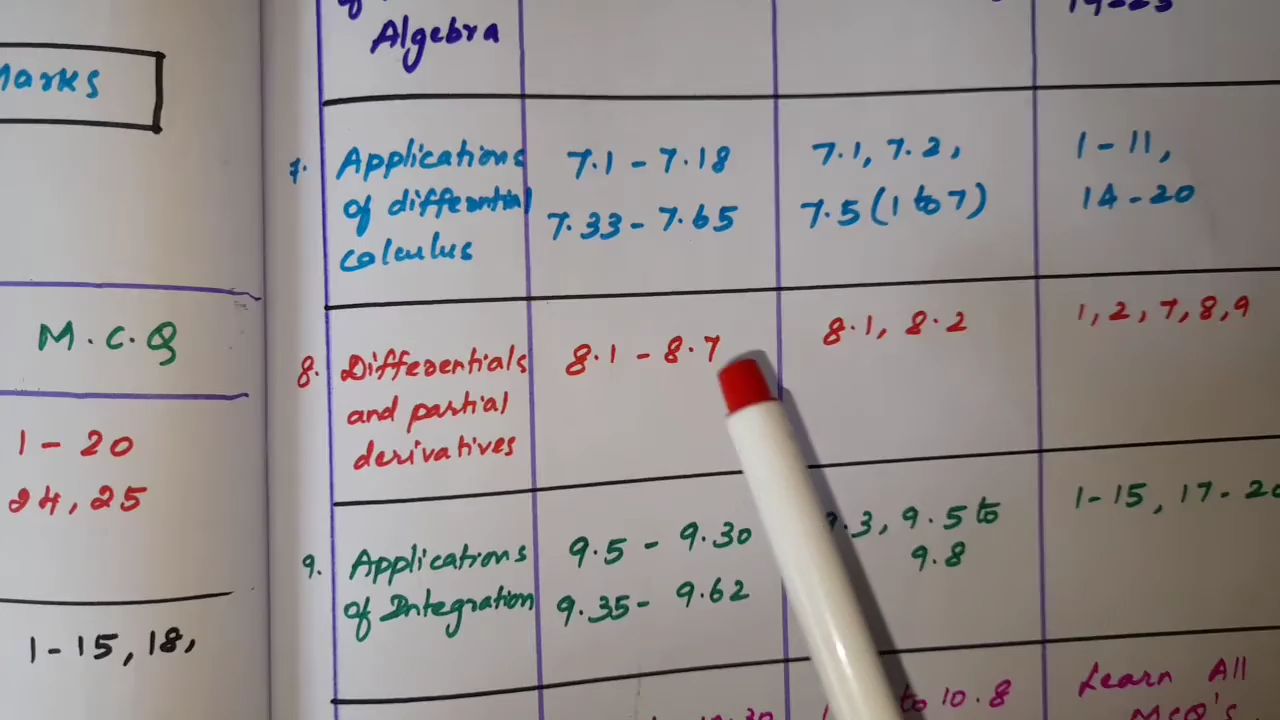 Marks
M.C.Q
1 - 20
24, 25
1-15, 18,
Algebra
7. Applications of differential calculus
7.1 - 7.18
7.33 - 7.65
7.1, 7.2,
7.5 (1 to 7)
1 - 11,
14 - 20
8. Differentials and partial derivatives
8.1 - 8.7
8.1, 8.2
1, 2, 7, 8, 9
9. Applications of Integration
9.5 - 9.30
9.35 - 9.62
.3, 9.5 to
9.8
1-15, 17-20
to 10.8
Learn All
MCQ's